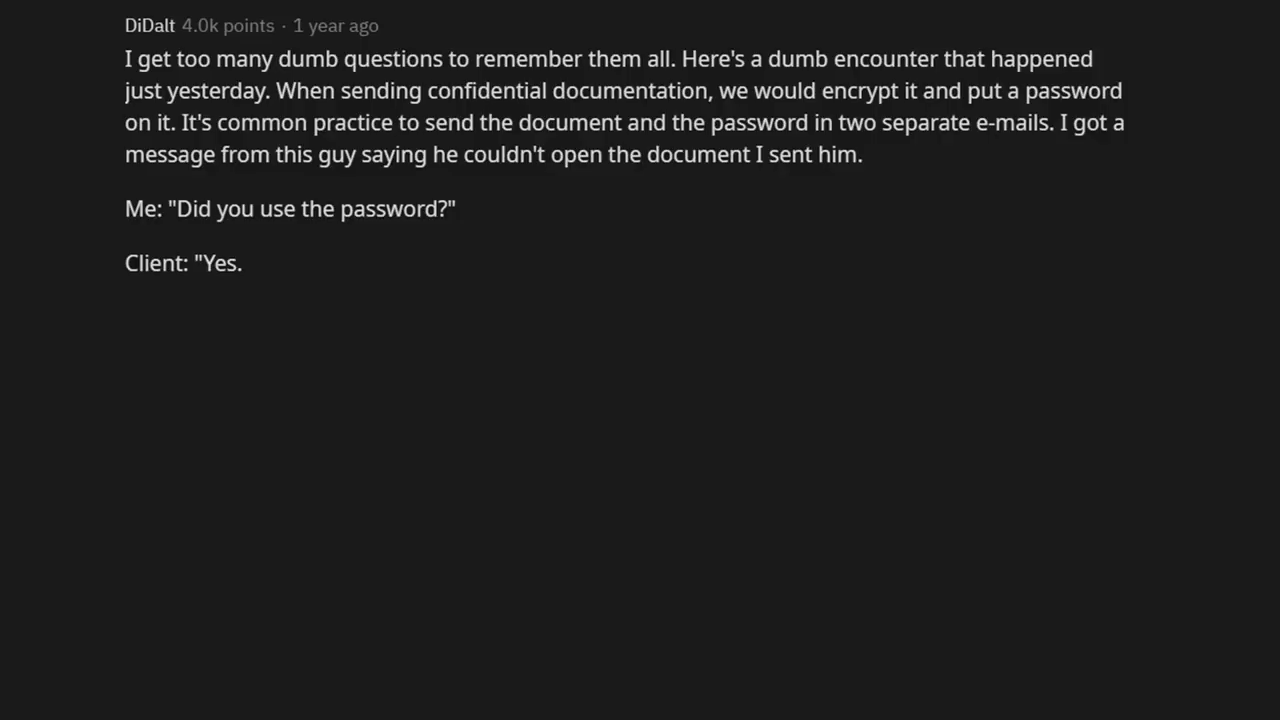 DiDalt 4.0k points · 1 year ago
I get too many dumb questions to remember them all. Here's a dumb encounter that happened
just yesterday. When sending confidential documentation, we would encrypt it and put a password
on it. It's common practice to send the document and the password in two separate e-mails. I got a
message from this guy saying he couldn't open the document I sent him.
Me: "Did you use the password?"
Client: "Yes.